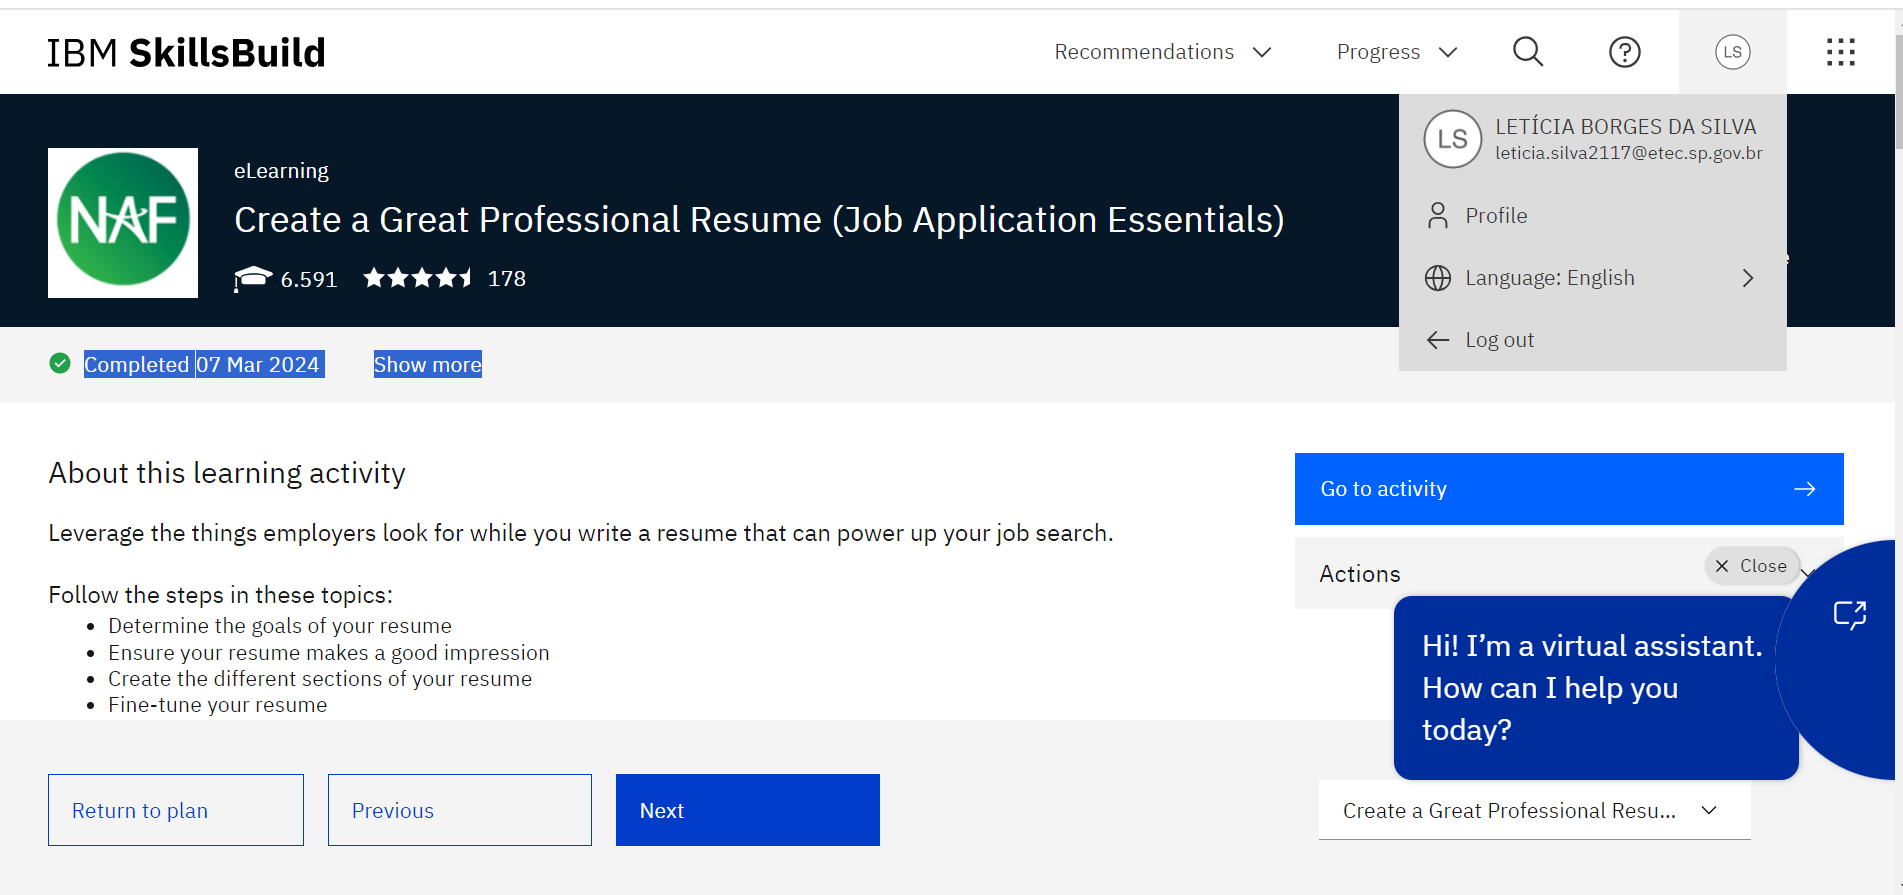 IBM SkillsBuild
Recommendations
Progress
LS
LS
LETÍCIA BORGES DA SILVA
leticia.silva2117@etec.sp.gov.br
Profile
Language: English
Log out
NAF
eLearning
Create a Great Professional Resume (Job Application Essentials)
6.591
178
Completed 07 Mar 2024
Show more
About this learning activity
Leverage the things employers look for while you write a resume that can power up your job search.
Follow the steps in these topics:
Determine the goals of your resume
Ensure your resume makes a good impression
Create the different sections of your resume
Fine-tune your resume
Go to activity
Actions
Close
Hi! I’m a virtual assistant.
How can I help you
today?
Return to plan
Previous
Next
Create a Great Professional Resu...